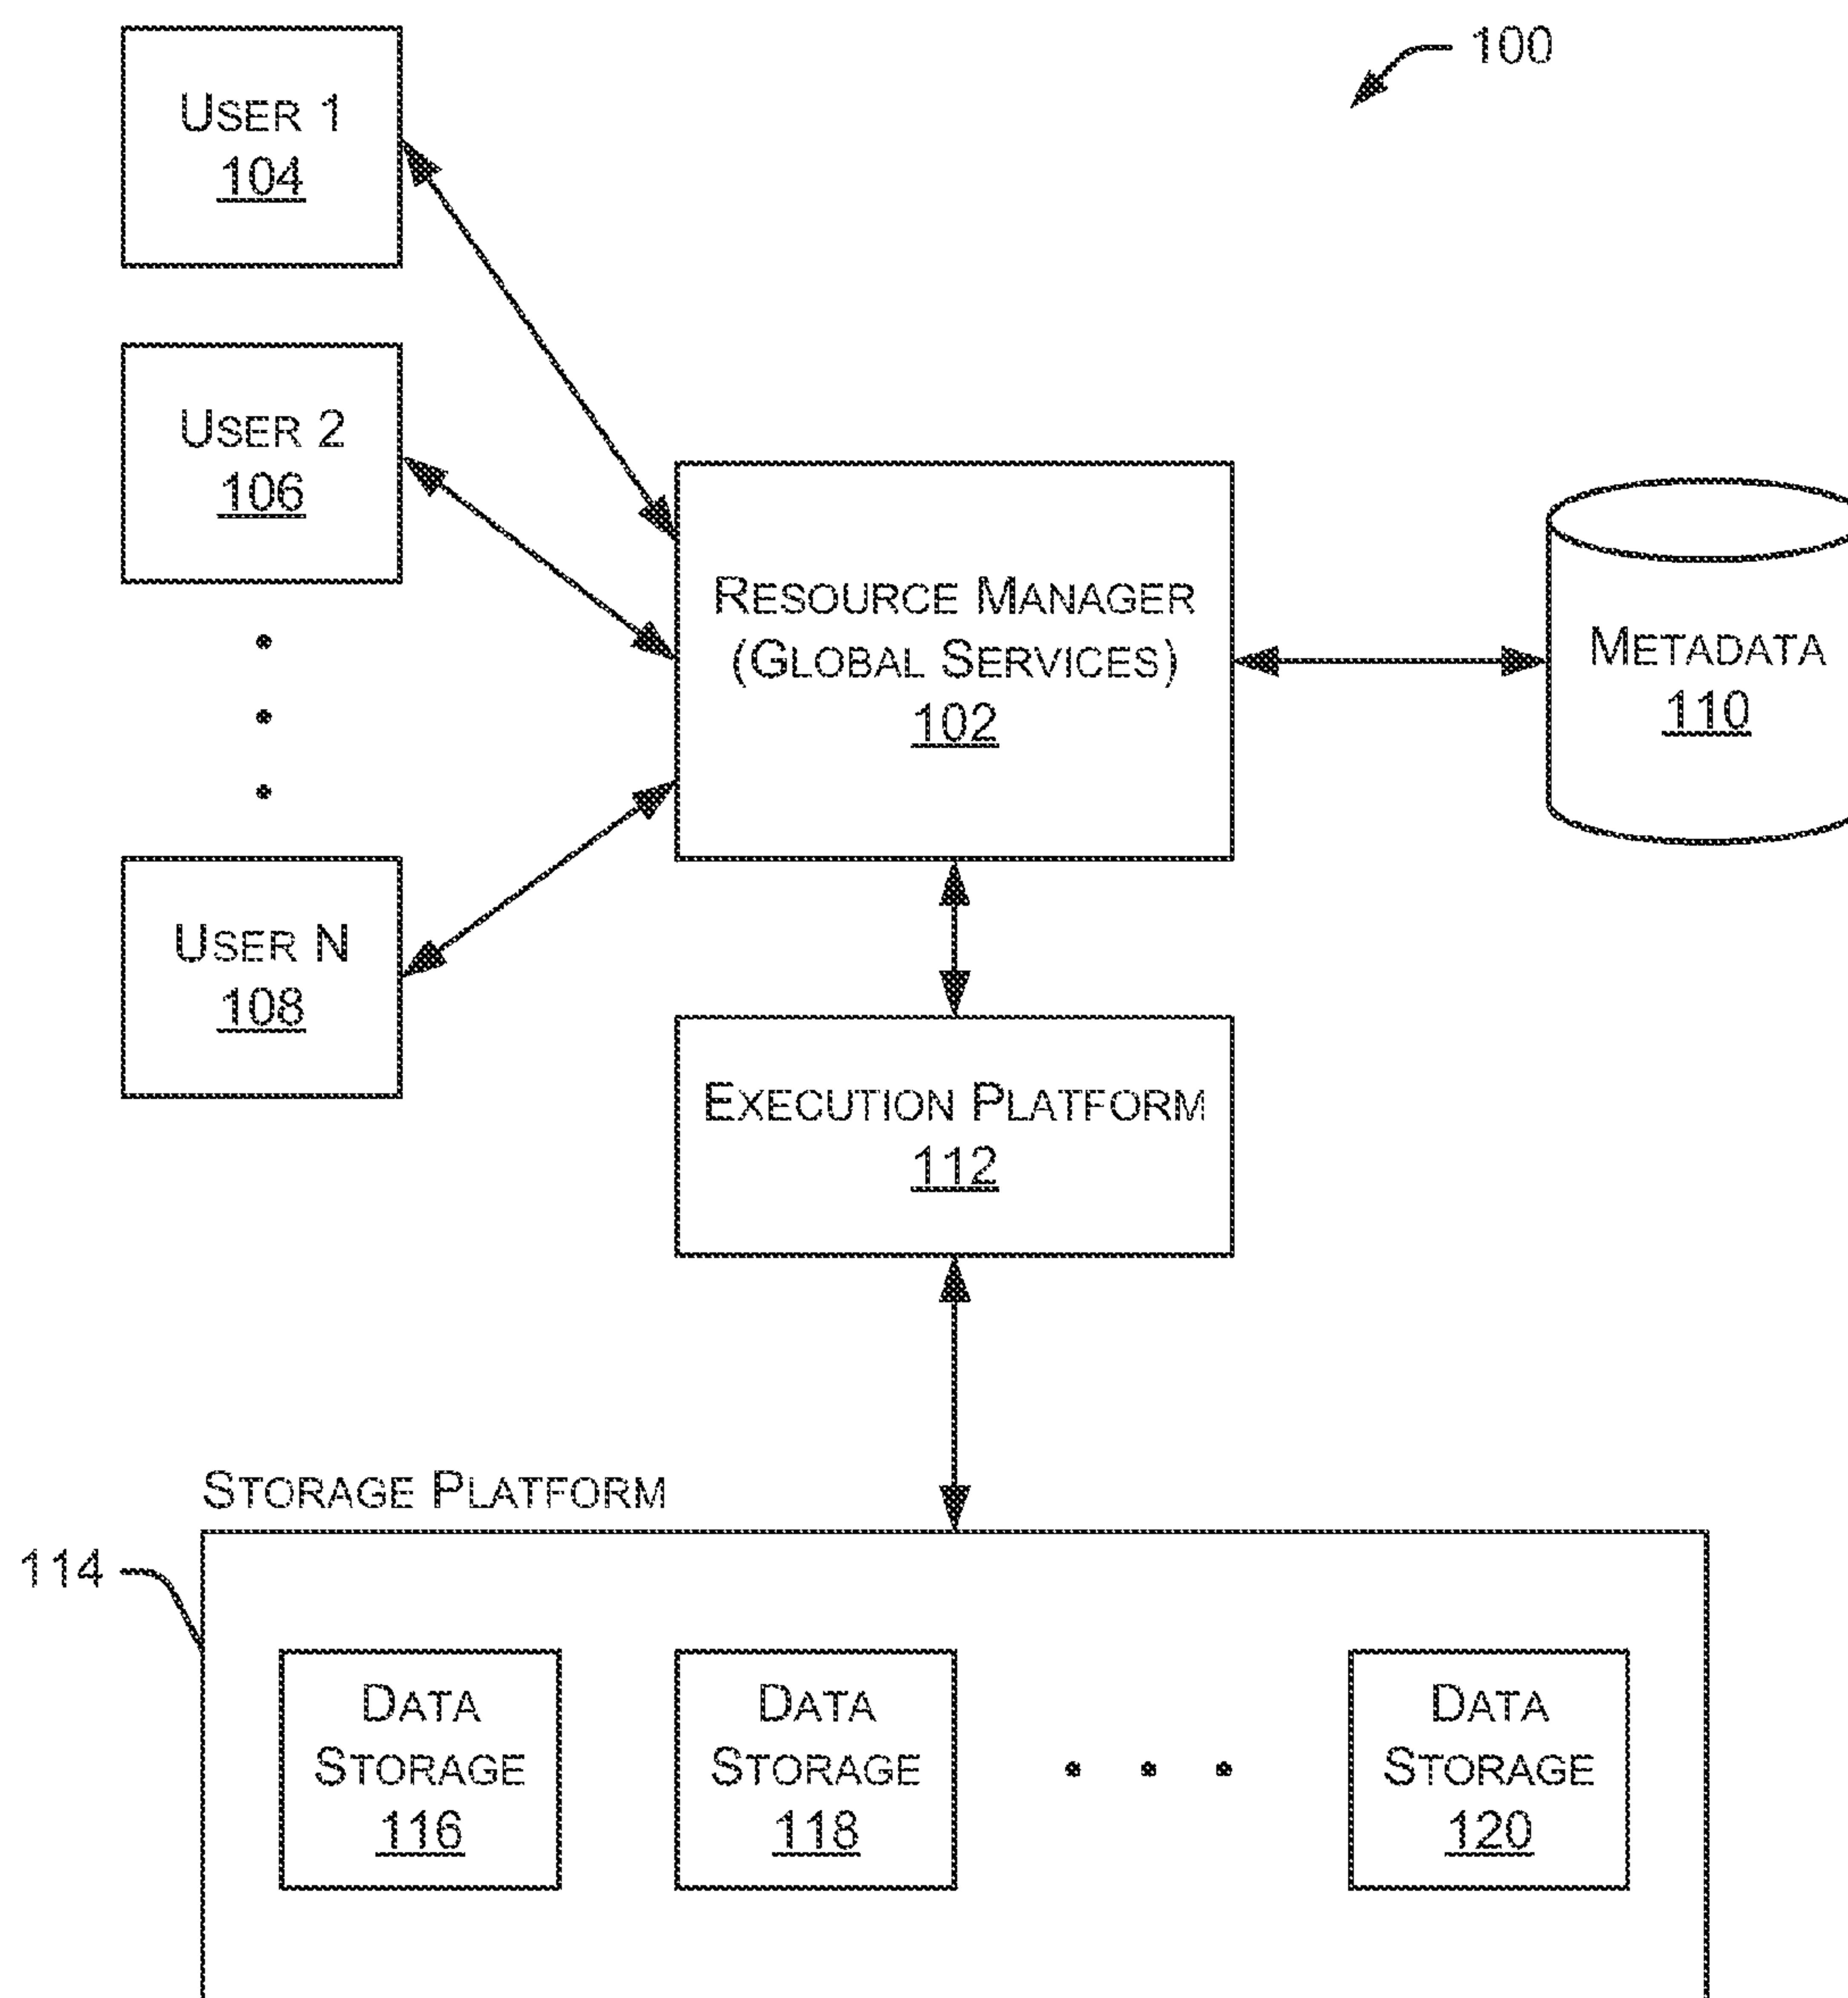 100
USER 1
104
USER 2
106
RESOURCE MANAGER
(GLOBAL SERVICES)
102
METADATA
110
USER N
108
EXECUTION PLATFORM
112
STORAGE PLATFORM
114
DATA
STORAGE
116
DATA
STORAGE
118
DATA
STORAGE
120